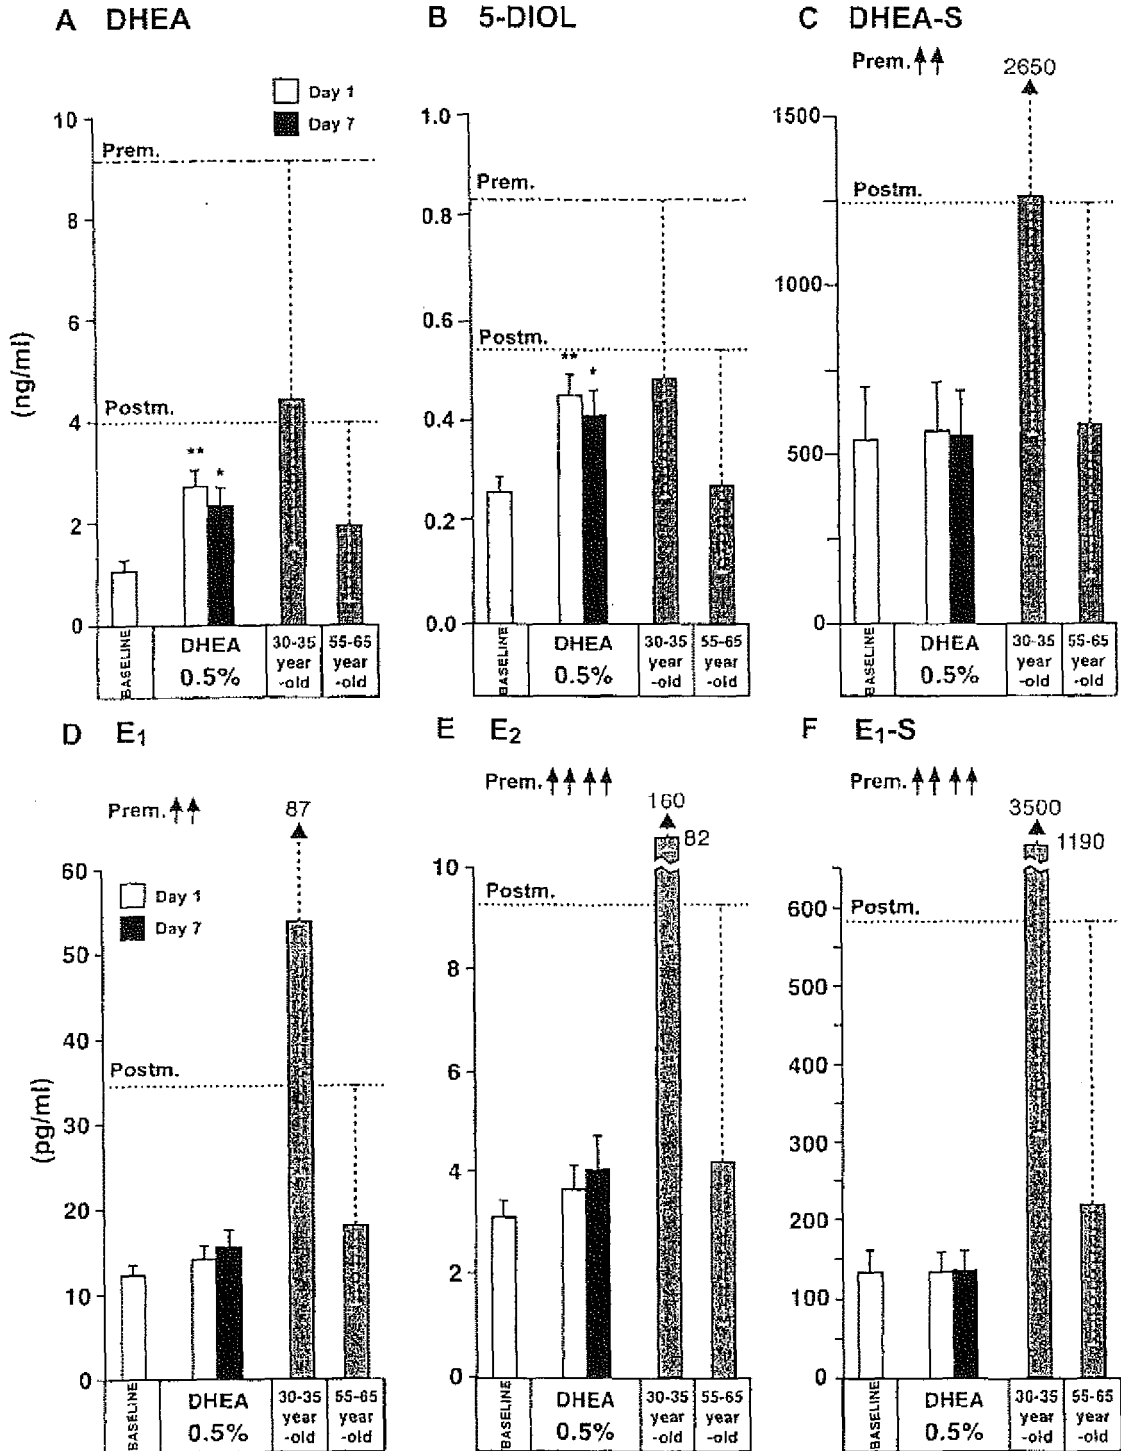 A DHEA
Day 1
Day 7
10
8
6
4
2
0
(ng/ml)
Prem.
Postm.
**
*
BASELINE
DHEA
0.5%
30-35
year
-old
55-65
year
-old
B 5-DIOL
1.0
0.8
0.6
0.4
0.2
0.0
Prem.
Postm.
**
*
BASELINE
DHEA
0.5%
30-35
year
-old
55-65
year
-old
C DHEA-S
Prem.
2650
1500
1000
500
0
Postm.
BASELINE
DHEA
0.5%
30-35
year
-old
55-65
year
-old
D E1
Prem.
87
Day 1
Day 7
60
50
40
30
20
10
0
(pg/ml)
Postm.
BASELINE
DHEA
0.5%
30-35
year
-old
55-65
year
-old
E E2
Prem.
160
82
10
8
6
4
2
0
Postm.
BASELINE
DHEA
0.5%
30-35
year
-old
55-65
year
-old
F E1-S
Prem.
3500
1190
600
500
400
300
200
100
0
Postm.
BASELINE
DHEA
0.5%
30-35
year
-old
55-65
year
-old